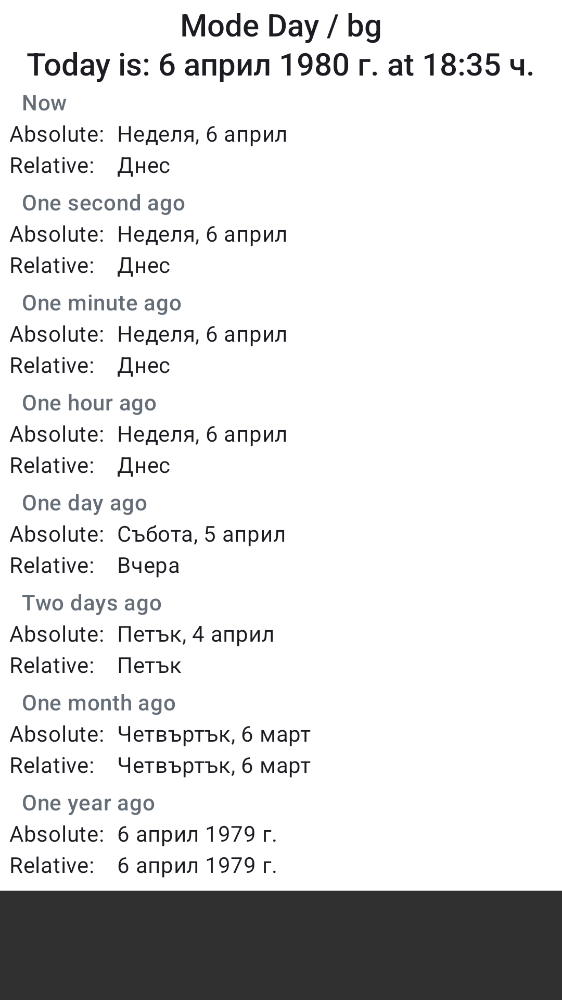 Mode Day / bg
Today is: 6 април 1980 г. at 18:35 ч.
Now
Absolute: Неделя, 6 април
Relative: Днес
One second ago
Absolute: Неделя, 6 април
Relative: Днес
One minute ago
Absolute: Неделя, 6 април
Relative: Днес
One hour ago
Absolute: Неделя, 6 април
Relative: Днес
One day ago
Absolute: Събота, 5 април
Relative: Вчера
Two days ago
Absolute: Петък, 4 април
Relative: Петък
One month ago
Absolute: Четвъртък, 6 март
Relative: Четвъртък, 6 март
One year ago
Absolute: 6 април 1979 г.
Relative: 6 април 1979 г.